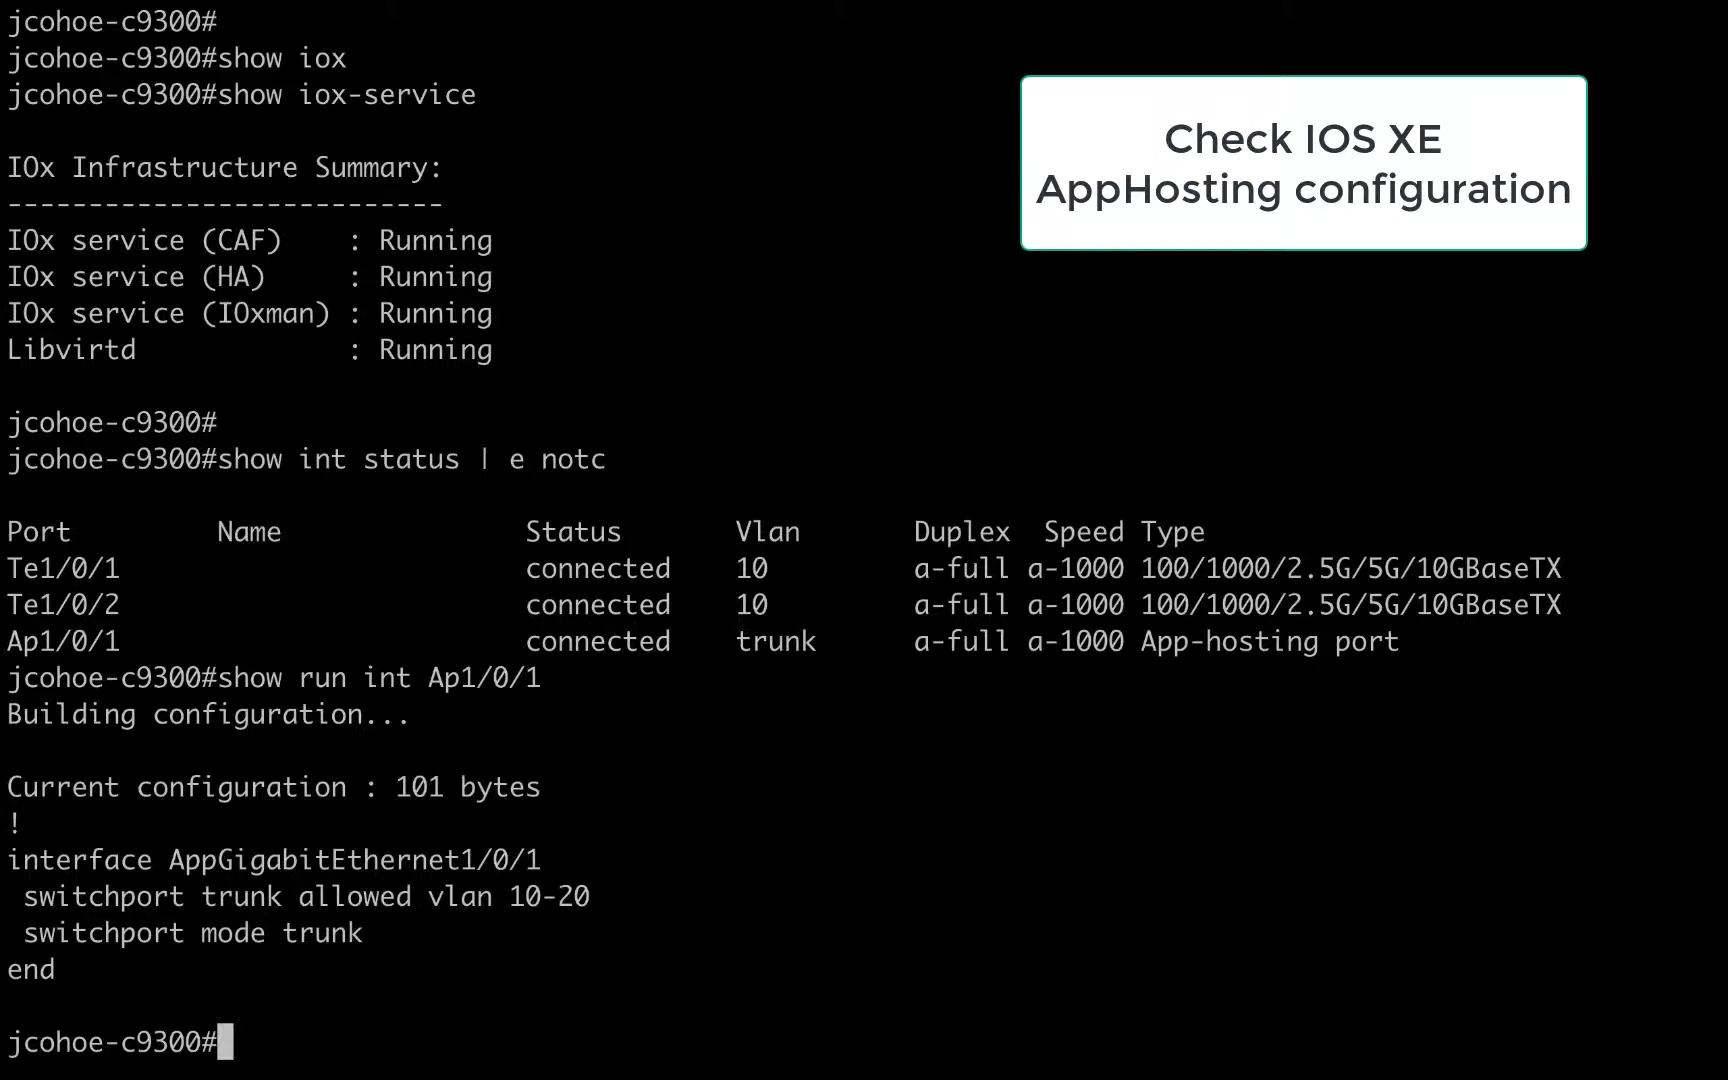 jcohoe-c9300#
jcohoe-c9300#show iox
jcohoe-c9300#show iox-service
Check IOS XE
AppHosting configuration
IOx Infrastructure Summary:
---------------------------
IOx service (CAF)    : Running
IOx service (HA)     : Running
IOx service (IOxman) : Running
Libvirtd             : Running
jcohoe-c9300#
jcohoe-c9300#show int status | e notc
Port         Name               Status       Vlan       Duplex  Speed Type
Te1/0/1                         connected    10         a-full a-1000 100/1000/2.5G/5G/10GBaseTX
Te1/0/2                         connected    10         a-full a-1000 100/1000/2.5G/5G/10GBaseTX
Ap1/0/1                         connected    trunk      a-full a-1000 App-hosting port
jcohoe-c9300#show run int Ap1/0/1
Building configuration...
Current configuration : 101 bytes
!
interface AppGigabitEthernet1/0/1
 switchport trunk allowed vlan 10-20
 switchport mode trunk
end
jcohoe-c9300#